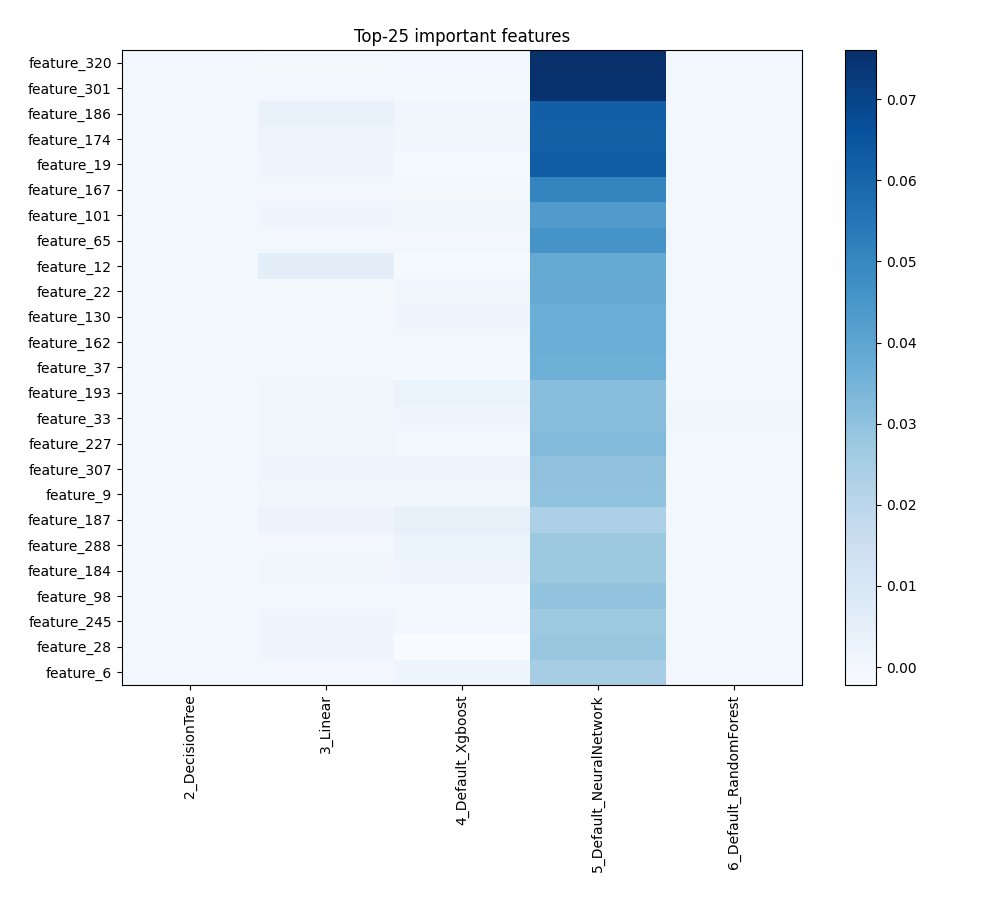 Top-25 important features
feature_320
feature_301
feature_186
feature_174
feature_19
feature_167
feature_101
feature_65
feature_12
feature_22
feature_130
feature_162
feature_37
feature_193
feature_33
feature_227
feature_307
feature_9
feature_187
feature_288
feature_184
feature_98
feature_245
feature_28
feature_6
2_DecisionTree
3_Linear
4_Default_Xgboost
5_Default_NeuralNetwork
6_Default_RandomForest
0.07
0.06
0.05
0.04
0.03
0.02
0.01
0.00